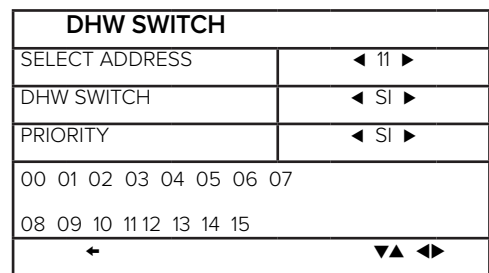 DHW SWITCH
SELECT ADDRESS ◄ 11 ►
DHW SWITCH ◄ SI ►
PRIORITY ◄ SI ►
00 01 02 03 04 05 06 07
08 09 10 11 12 13 14 15
← ▼▲ ◄►